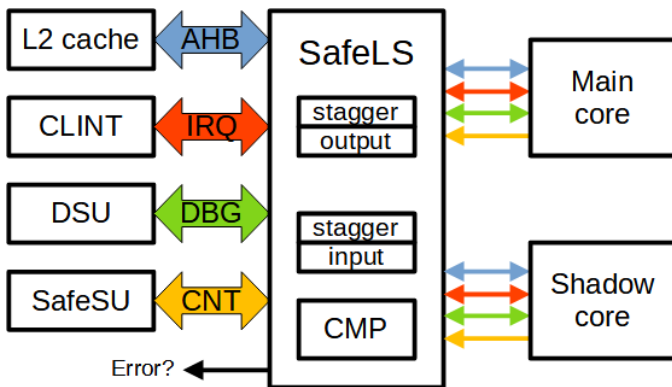 L2 cache
AHB
SafeLS
Main
core
CLINT
IRQ
stagger
output
DSU
DBG
stagger
input
SafeSU
CNT
CMP
Shadow
core
Error?